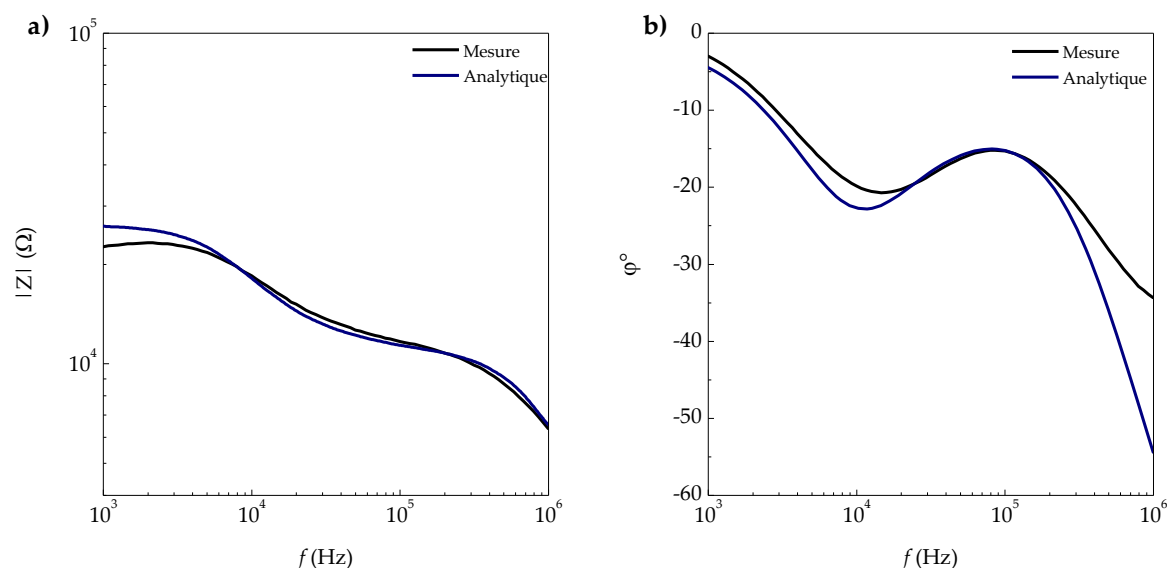 a)
10^5
Mesure
Analytique
|Z| (Ω)
10^4
10^3
10^4
10^5
10^6
f (Hz)
b)
0
Mesure
Analytique
-10
-20
-30
φ°
-40
-50
-60
10^3
10^4
10^5
10^6
f (Hz)